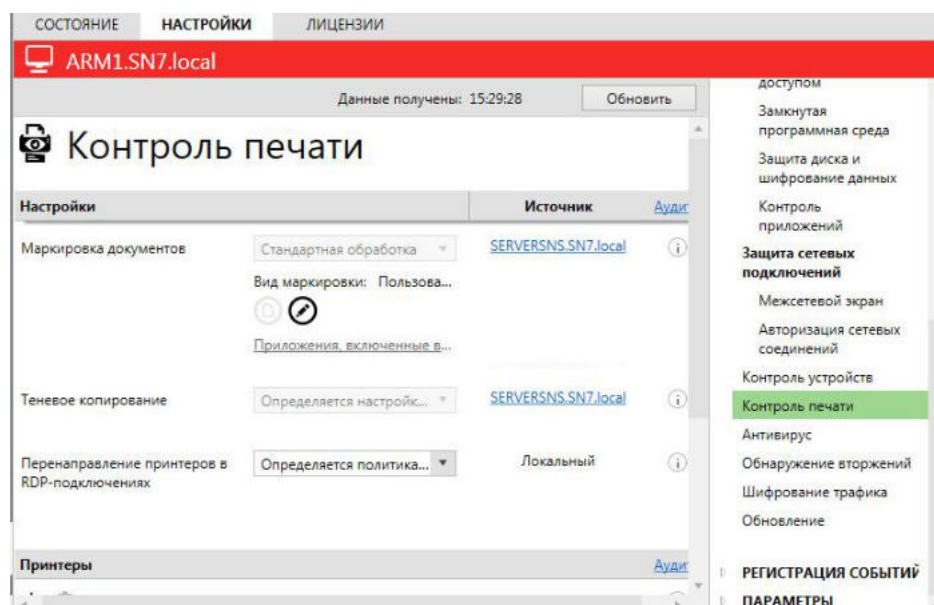 СОСТОЯНИЕ НАСТРОЙКИ ЛИЦЕНЗИИ
ARM1.SN7.local
Данные получены: 15:29:28 Обновить
Контроль печати
Настройки Источник Аудит
Маркировка документов Стандартная обработка SERVERSNS.SN7.local
Вид маркировки: Пользова...
Приложения, включенные в...
Теневое копирование Определяется настройк... SERVERSNS.SN7.local
Перенаправление принтеров в Определяется политика... Локальный
RDP-подключениях
Принтеры Ауди
доступом
Замкнутая
программная среда
Защита диска и
шифрование данных
Контроль
приложений
Защита сетевых
подключений
Межсетевой экран
Авторизация сетевых
соединений
Контроль устройств
Контроль печати
Антивирус
Обнаружение вторжений
Шифрование трафика
Обновление
РЕГИСТРАЦИЯ СОБЫТИЙ
ПАРАМЕТРЫ